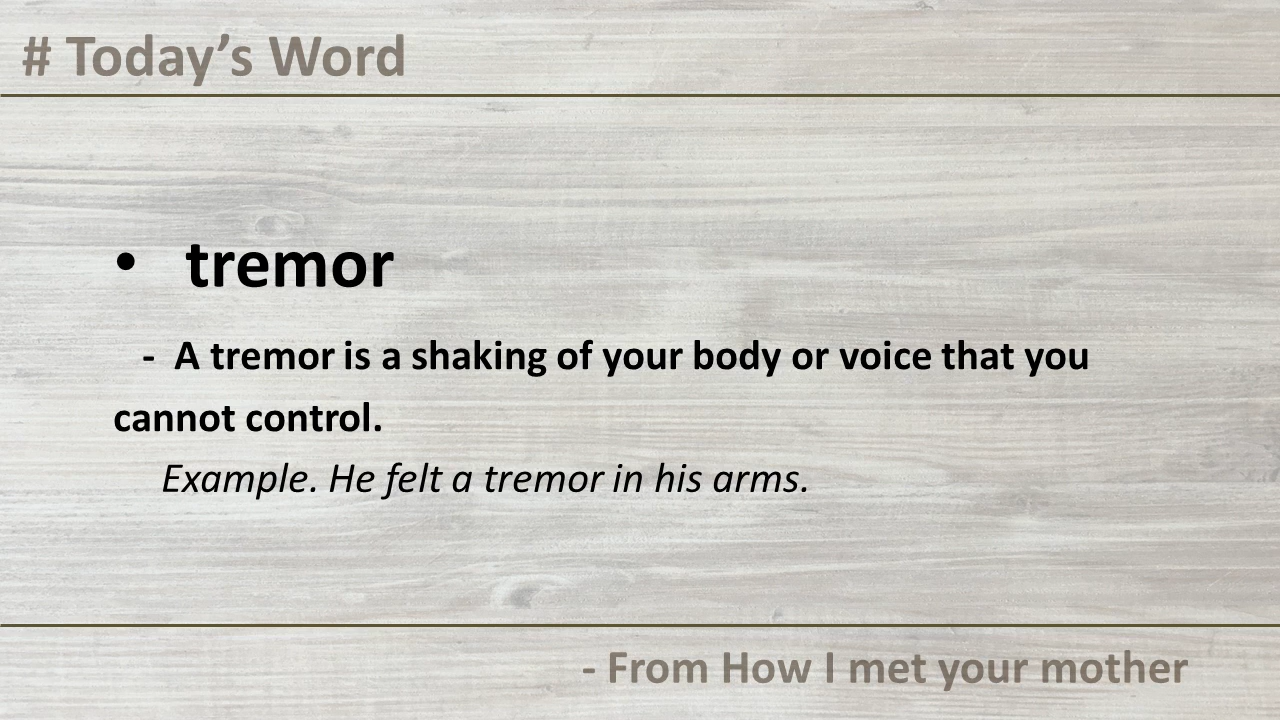 # Today’s Word
• tremor
- A tremor is a shaking of your body or voice that you
cannot control.
Example. He felt a tremor in his arms.
- From How I met your mother